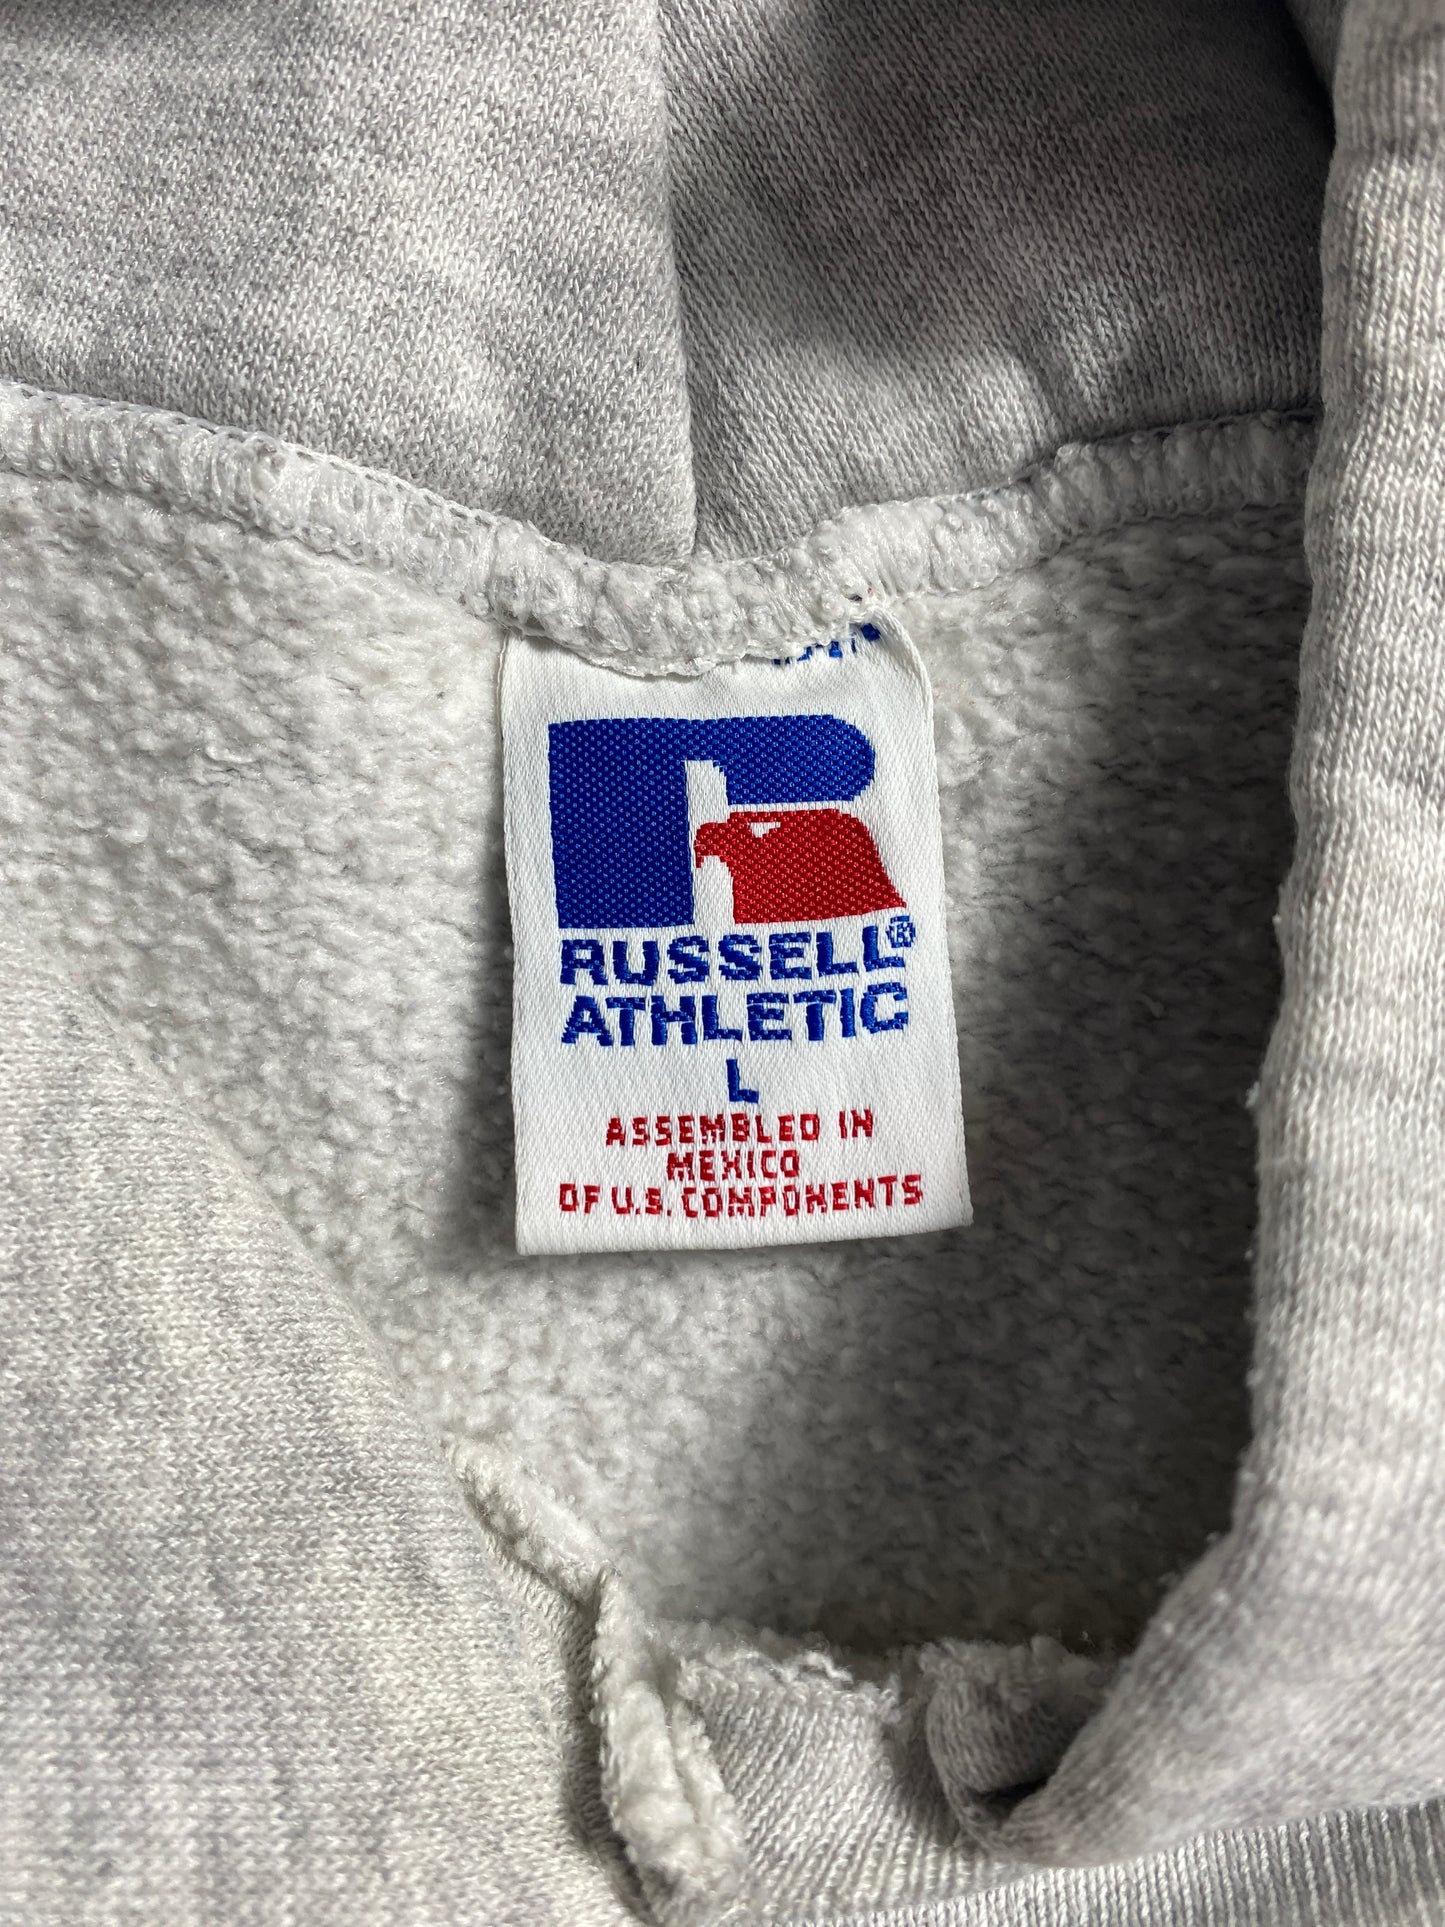 RUSSELL®
ATHLETIC
L
ASSEMBLED IN
MEXICO
OF U.S. COMPONENTS